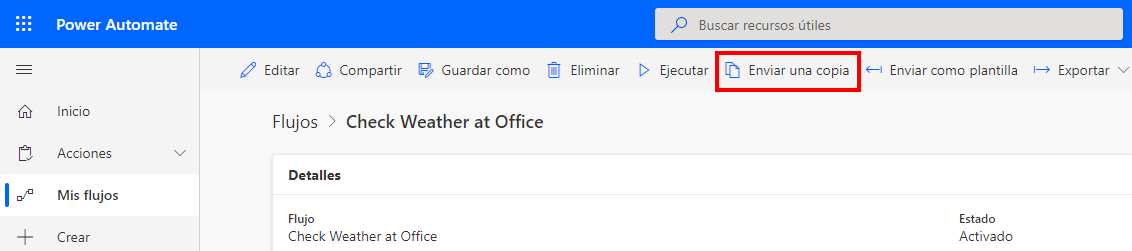 Power Automate
Buscar recursos útiles
Editar Compartir Guardar como Eliminar Ejecutar Enviar una copia Enviar como plantilla Exportar
Inicio
Acciones
Mis flujos
Crear
Flujos > Check Weather at Office
Detalles
Flujo Estado
Check Weather at Office Activado